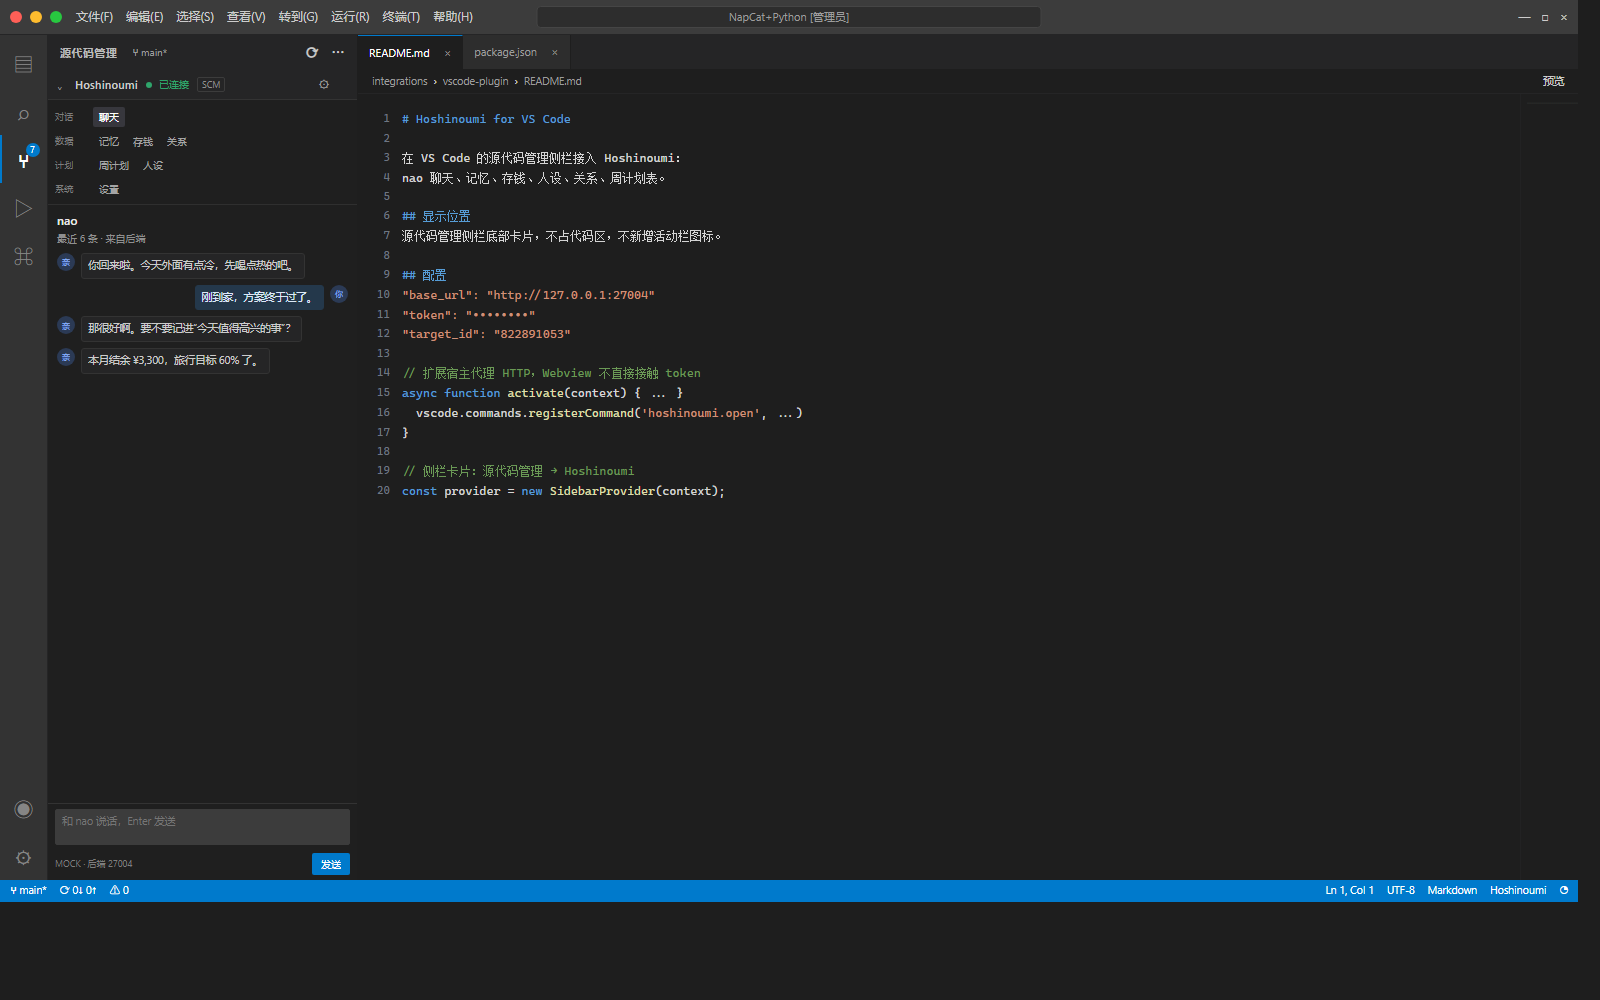 文件(F) 编辑(E) 选择(S) 查看(V) 转到(G) 运行(R) 终端(T) 帮助(H)
NapCat+Python [管理员]
源代码管理 main*
Hoshinoumi 已连接 SCM
对话 聊天
数据 记忆 存钱 关系
计划 周计划 人设
系统 设置
7
nao
最近 6 条 · 来自后端
奈 你回来啦。今天外面有点冷，先喝点热的吧。
刚到家，方案终于过了。 你
奈 那很好啊。要不要记进“今天值得高兴的事”？
奈 本月结余 ¥3,300，旅行目标 60% 了。
和 nao 说话，Enter 发送
MOCK · 后端 27004
发送
README.md × package.json ×
integrations › vscode-plugin › README.md
预览
1 # Hoshinoumi for VS Code
2
3 在 VS Code 的源代码管理侧栏接入 Hoshinoumi:
4 nao 聊天、记忆、存钱、人设、关系、周计划表。
5
6 ## 显示位置
7 源代码管理侧栏底部卡片，不占代码区，不新增活动栏图标。
8
9 ## 配置
10 "base_url": "http://127.0.0.1:27004"
11 "token": "••••••••"
12 "target_id": "822891053"
13
14 // 扩展宿主代理 HTTP，Webview 不直接接触 token
15 async function activate(context) { ... }
16 vscode.commands.registerCommand('hoshinoumi.open', ...)
17 }
18
19 // 侧栏卡片: 源代码管理 → Hoshinoumi
20 const provider = new SidebarProvider(context);
main* 0↓ 0↑ ⚠ 0
Ln 1, Col 1 UTF-8 Markdown Hoshinoumi